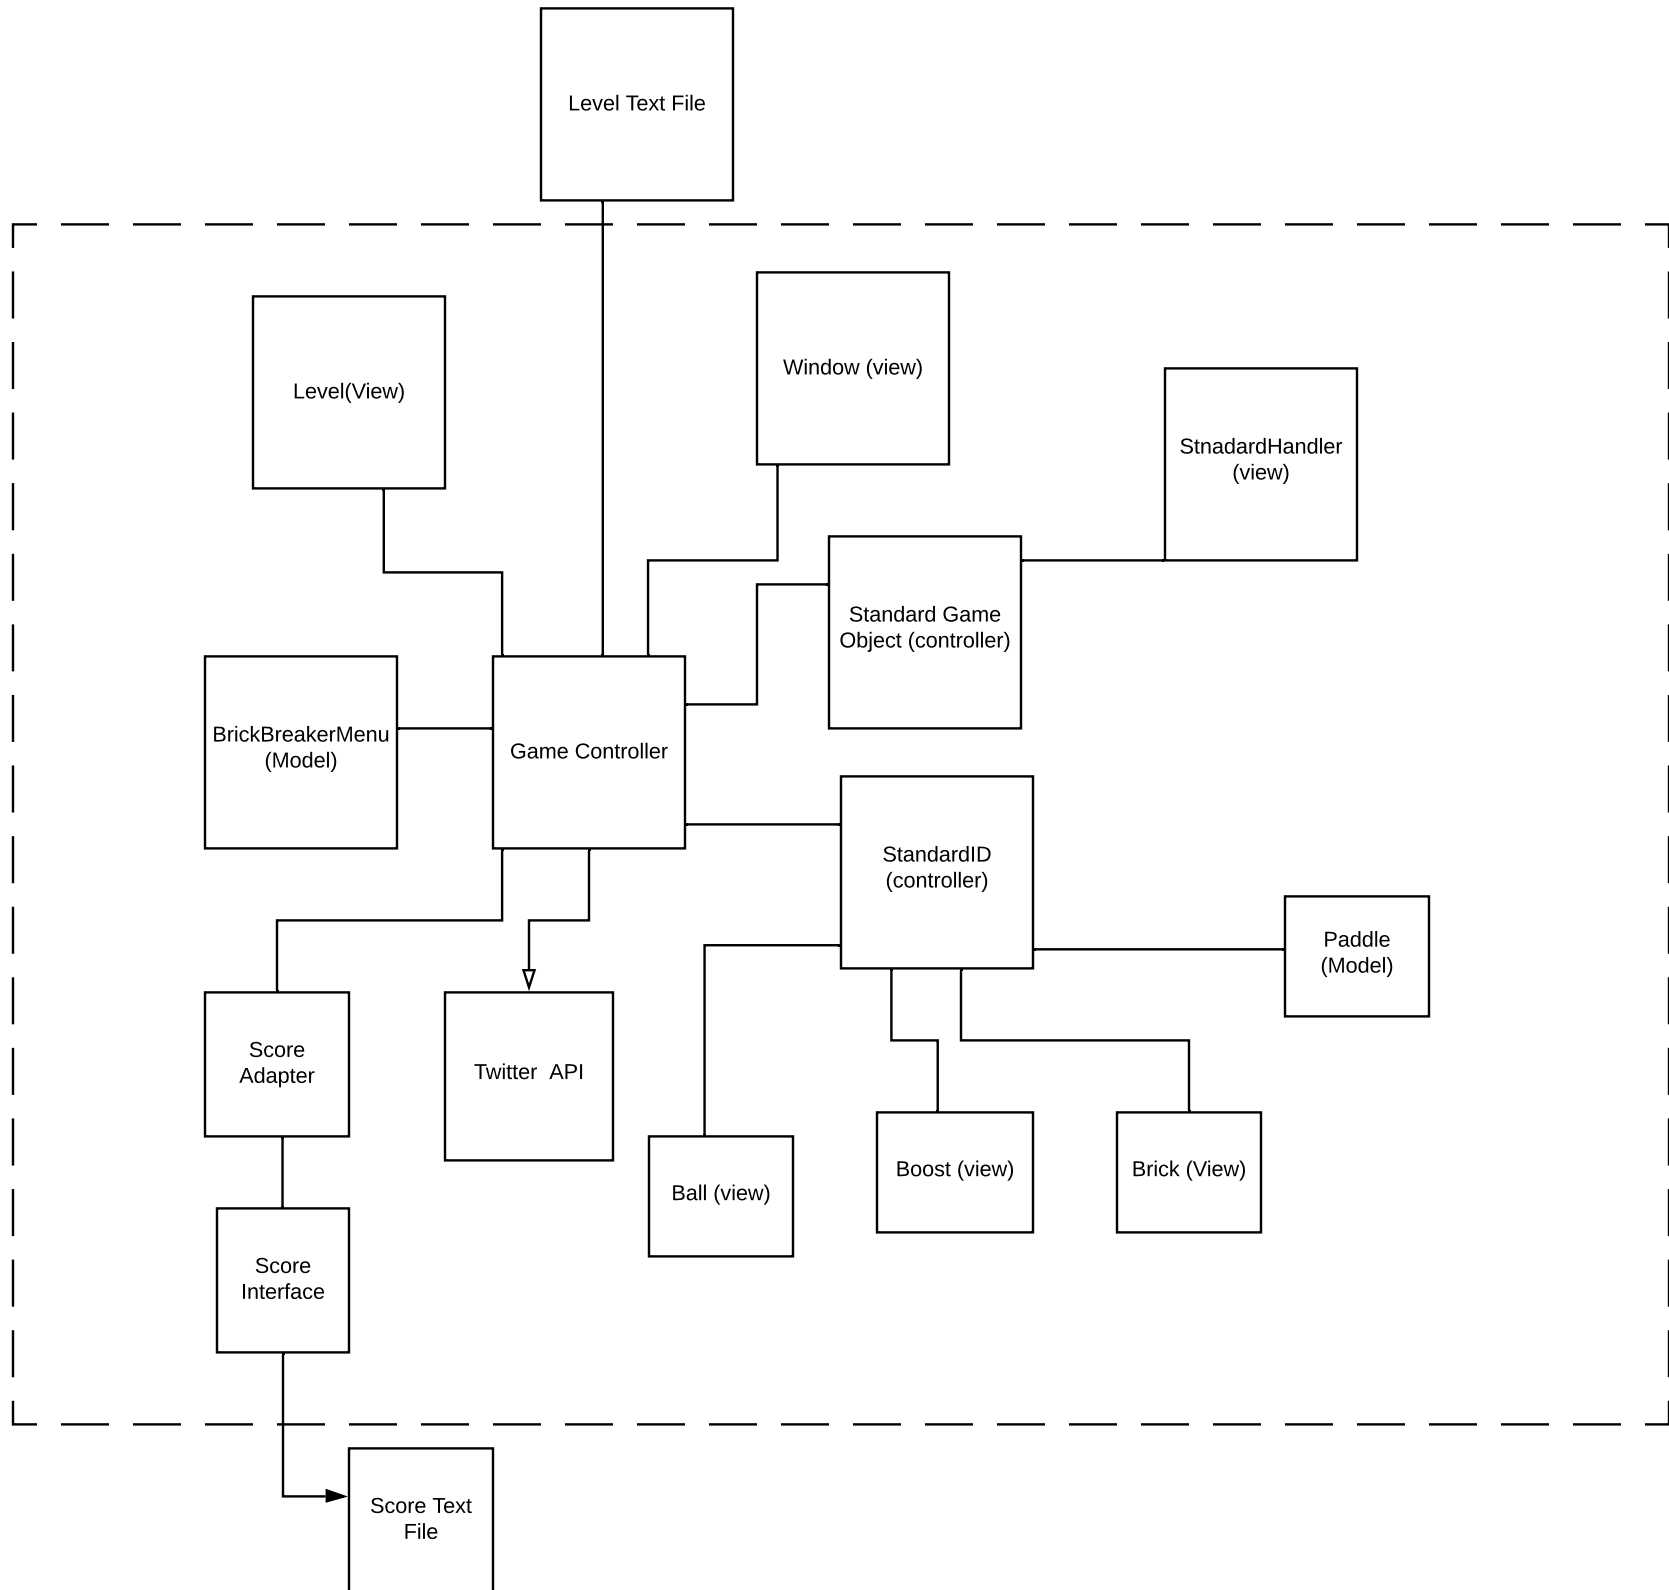 Level Text File
Window (view)
Level(View)
StnadardHandler
(view)
Standard Game
Object (controller)
BrickBreakerMenu
(Model)
Game Controller
StandardID
(controller)
Paddle
(Model)
Score
Adapter
Twitter  API
Boost (view)
Brick (View)
Ball (view)
Score
Interface
Score Text
File